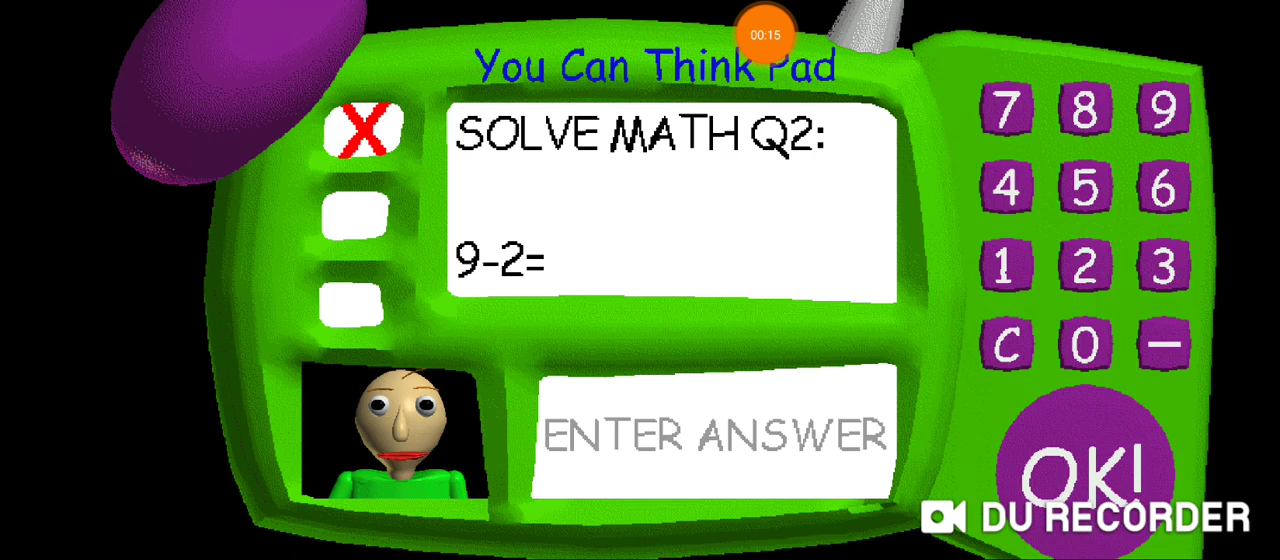 00:15
You Can Think Pad
X
SOLVE MATH Q2:
9-2=
ENTER ANSWER
7 8 9
4 5 6
1 2 3
C 0 —
OK!
DU RECORDER